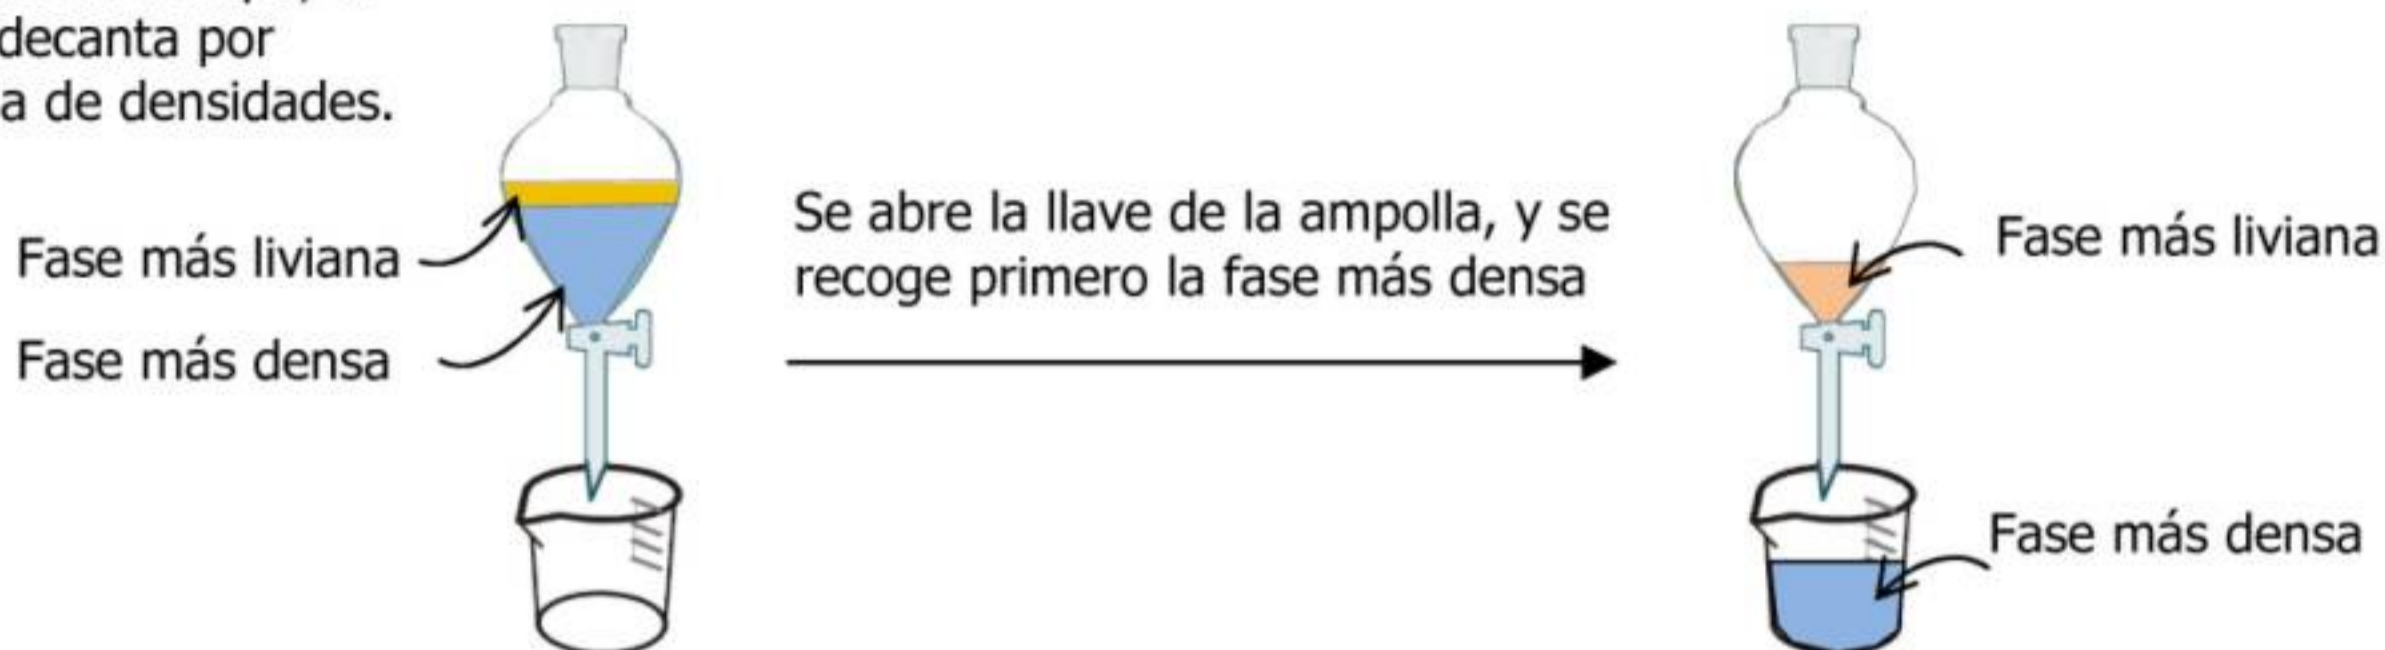 decanta por
a de densidades.
Fase más liviana
Fase más densa
Se abre la llave de la ampolla, y se
recoge primero la fase más densa
Fase más liviana
Fase más densa